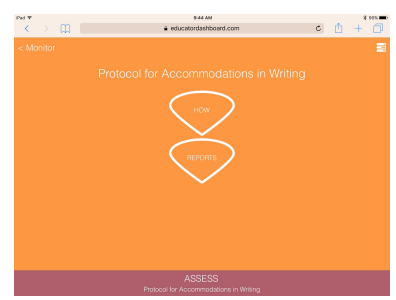 iPad
9:44 AM
99%
educatordashboard.com
< Monitor
Protocol for Accommodations in Writing
HOW
REPORTS
ASSESS
Protocol for Accommodations in Writing